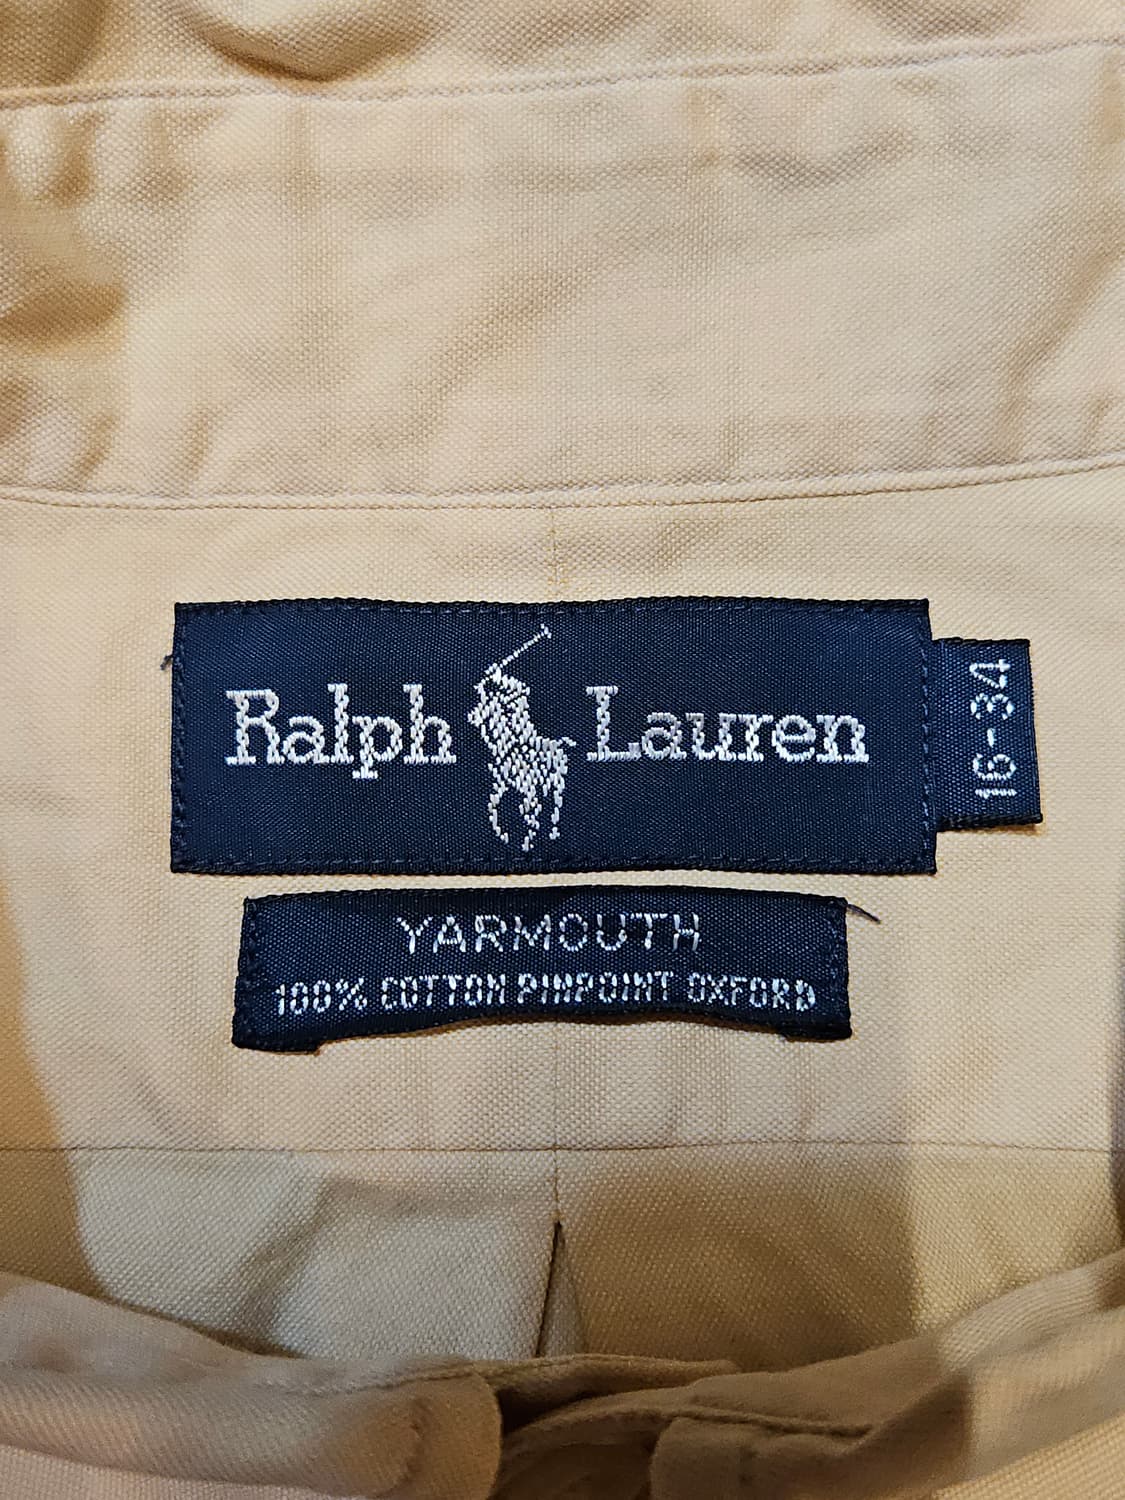 Ralph Lauren
16-34
YARMOUTH
100% COTTON PINPOINT OXFORD